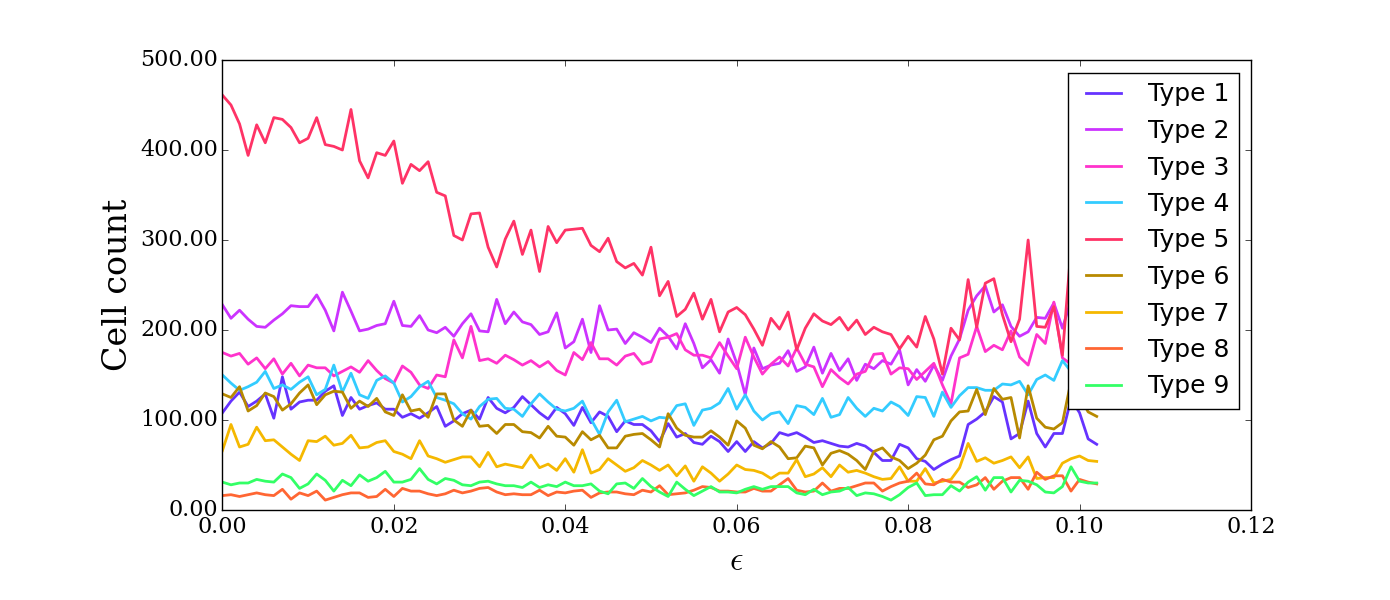 500.00
400.00
300.00
200.00
100.00
0.00
Cell count
0.00 0.02 0.04 0.06 0.08 0.10 0.12
ϵ
Type 1
Type 2
Type 3
Type 4
Type 5
Type 6
Type 7
Type 8
Type 9